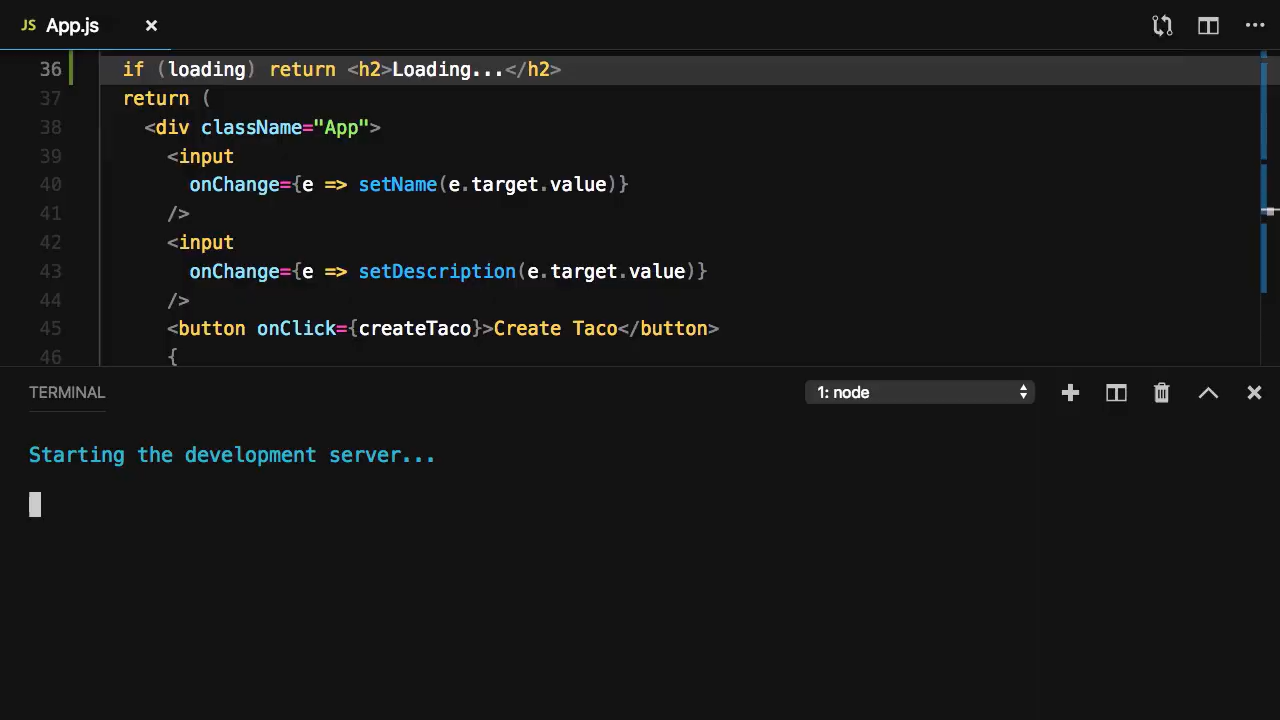 JS App.js
36 if (loading) return <h2>Loading...</h2>
37 return (
38 <div className="App">
39 <input
40 onChange={e => setName(e.target.value)}
41 />
42 <input
43 onChange={e => setDescription(e.target.value)}
44 />
45 <button onClick={createTaco}>Create Taco</button>
46 {
TERMINAL
1: node
Starting the development server...